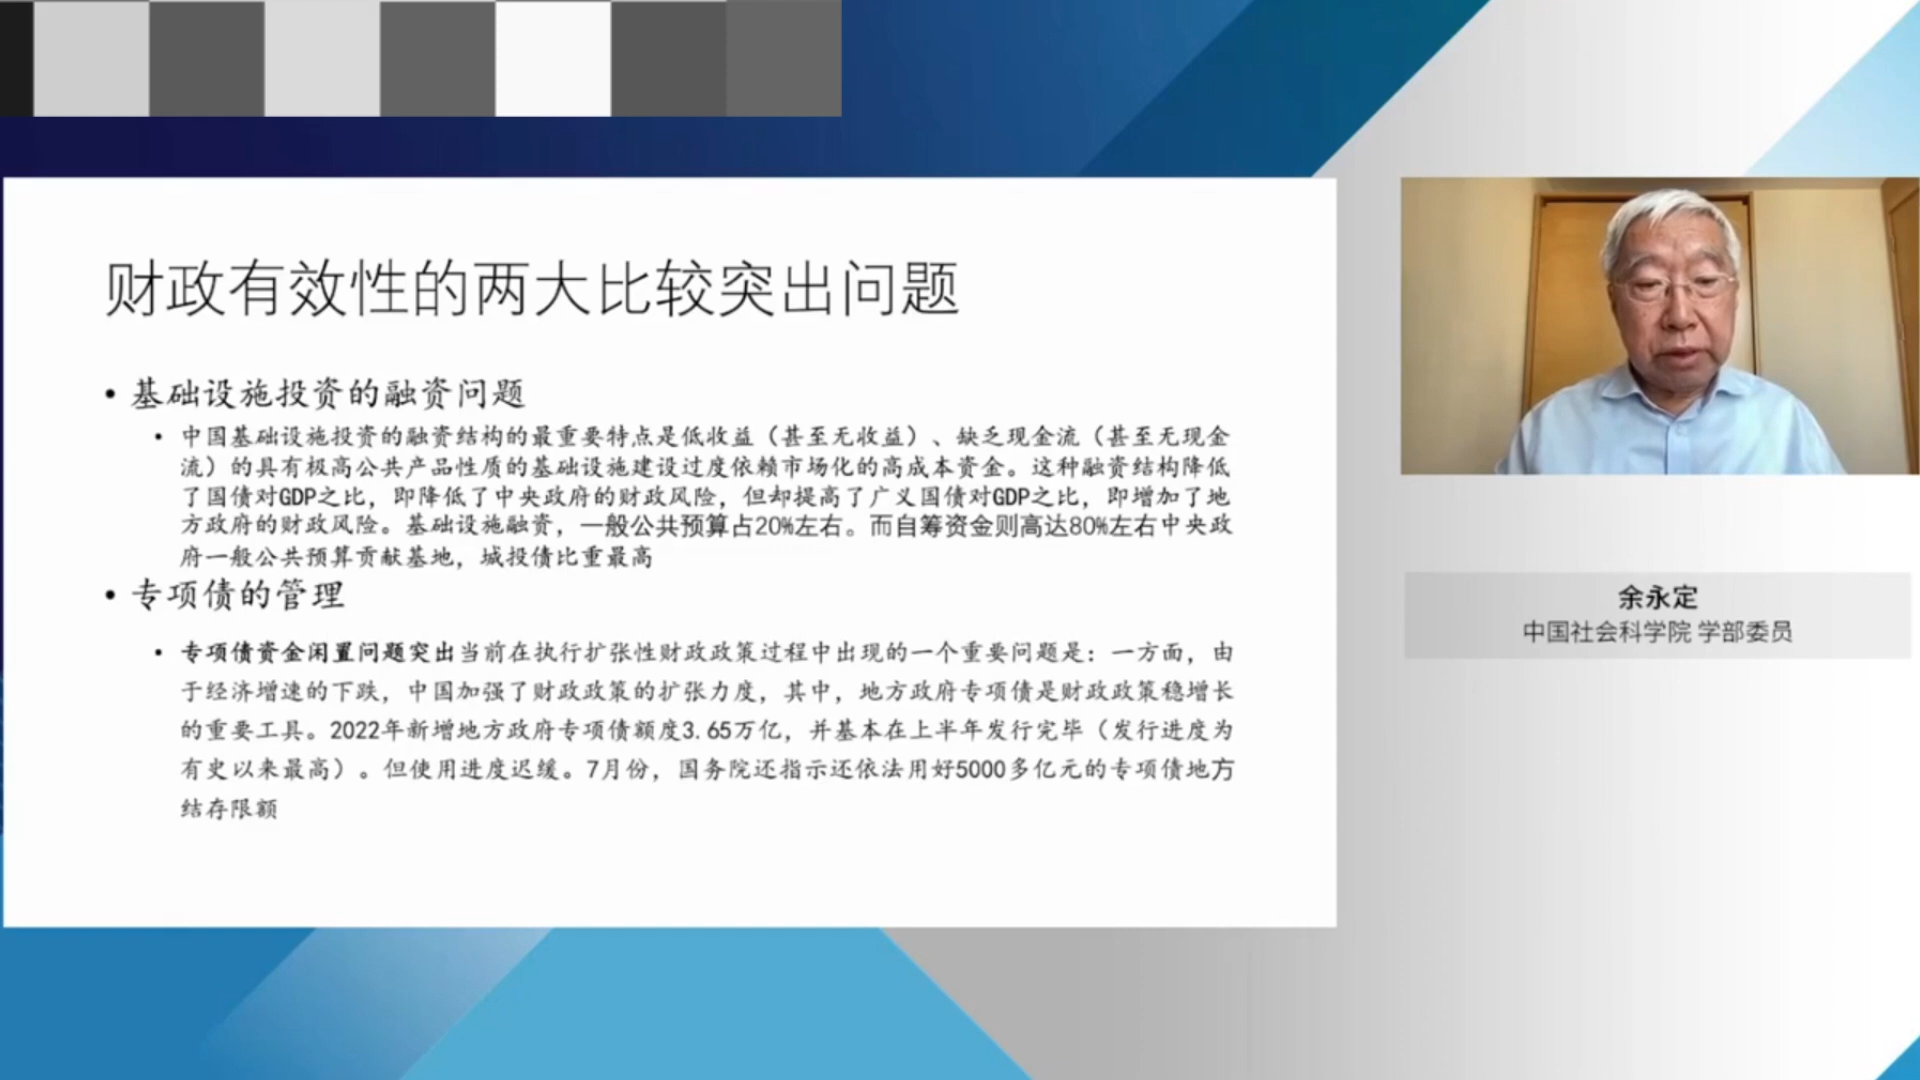 财政有效性的两大比较突出问题
• 基础设施投资的融资问题
• 中国基础设施投资的融资结构的最重要特点是低收益（甚至无收益）、缺乏现金流（甚至无现金
流）的具有极高公共产品性质的基础设施建设过度依赖市场化的高成本资金。这种融资结构降低
了国债对GDP之比，即降低了中央政府的财政风险，但却提高了广义国债对GDP之比，即增加了地
方政府的财政风险。基础设施融资，一般公共预算占20%左右。而自筹资金则高达80%左右中央政
府一般公共预算贡献基地，城投债比重最高
• 专项债的管理
• 专项债资金闲置问题突出当前在执行扩张性财政政策过程中出现的一个重要问题是：一方面，由
于经济增速的下跌，中国加强了财政政策的扩张力度，其中，地方政府专项债是财政政策稳增长
的重要工具。2022年新增地方政府专项债额度3.65万亿，并基本在上半年发行完毕（发行进度为
有史以来最高）。但使用进度迟缓。7月份，国务院还指示还依法用好5000多亿元的专项债地方
结存限额
余永定
中国社会科学院 学部委员